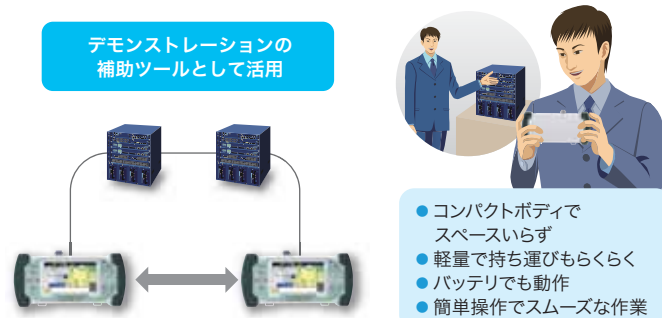 デモンストレーションの
補助ツールとして活用
● コンパクトボディで
スペースいらず
● 軽量で持ち運びもらくらく
● バッテリでも動作
● 簡単操作でスムーズな作業